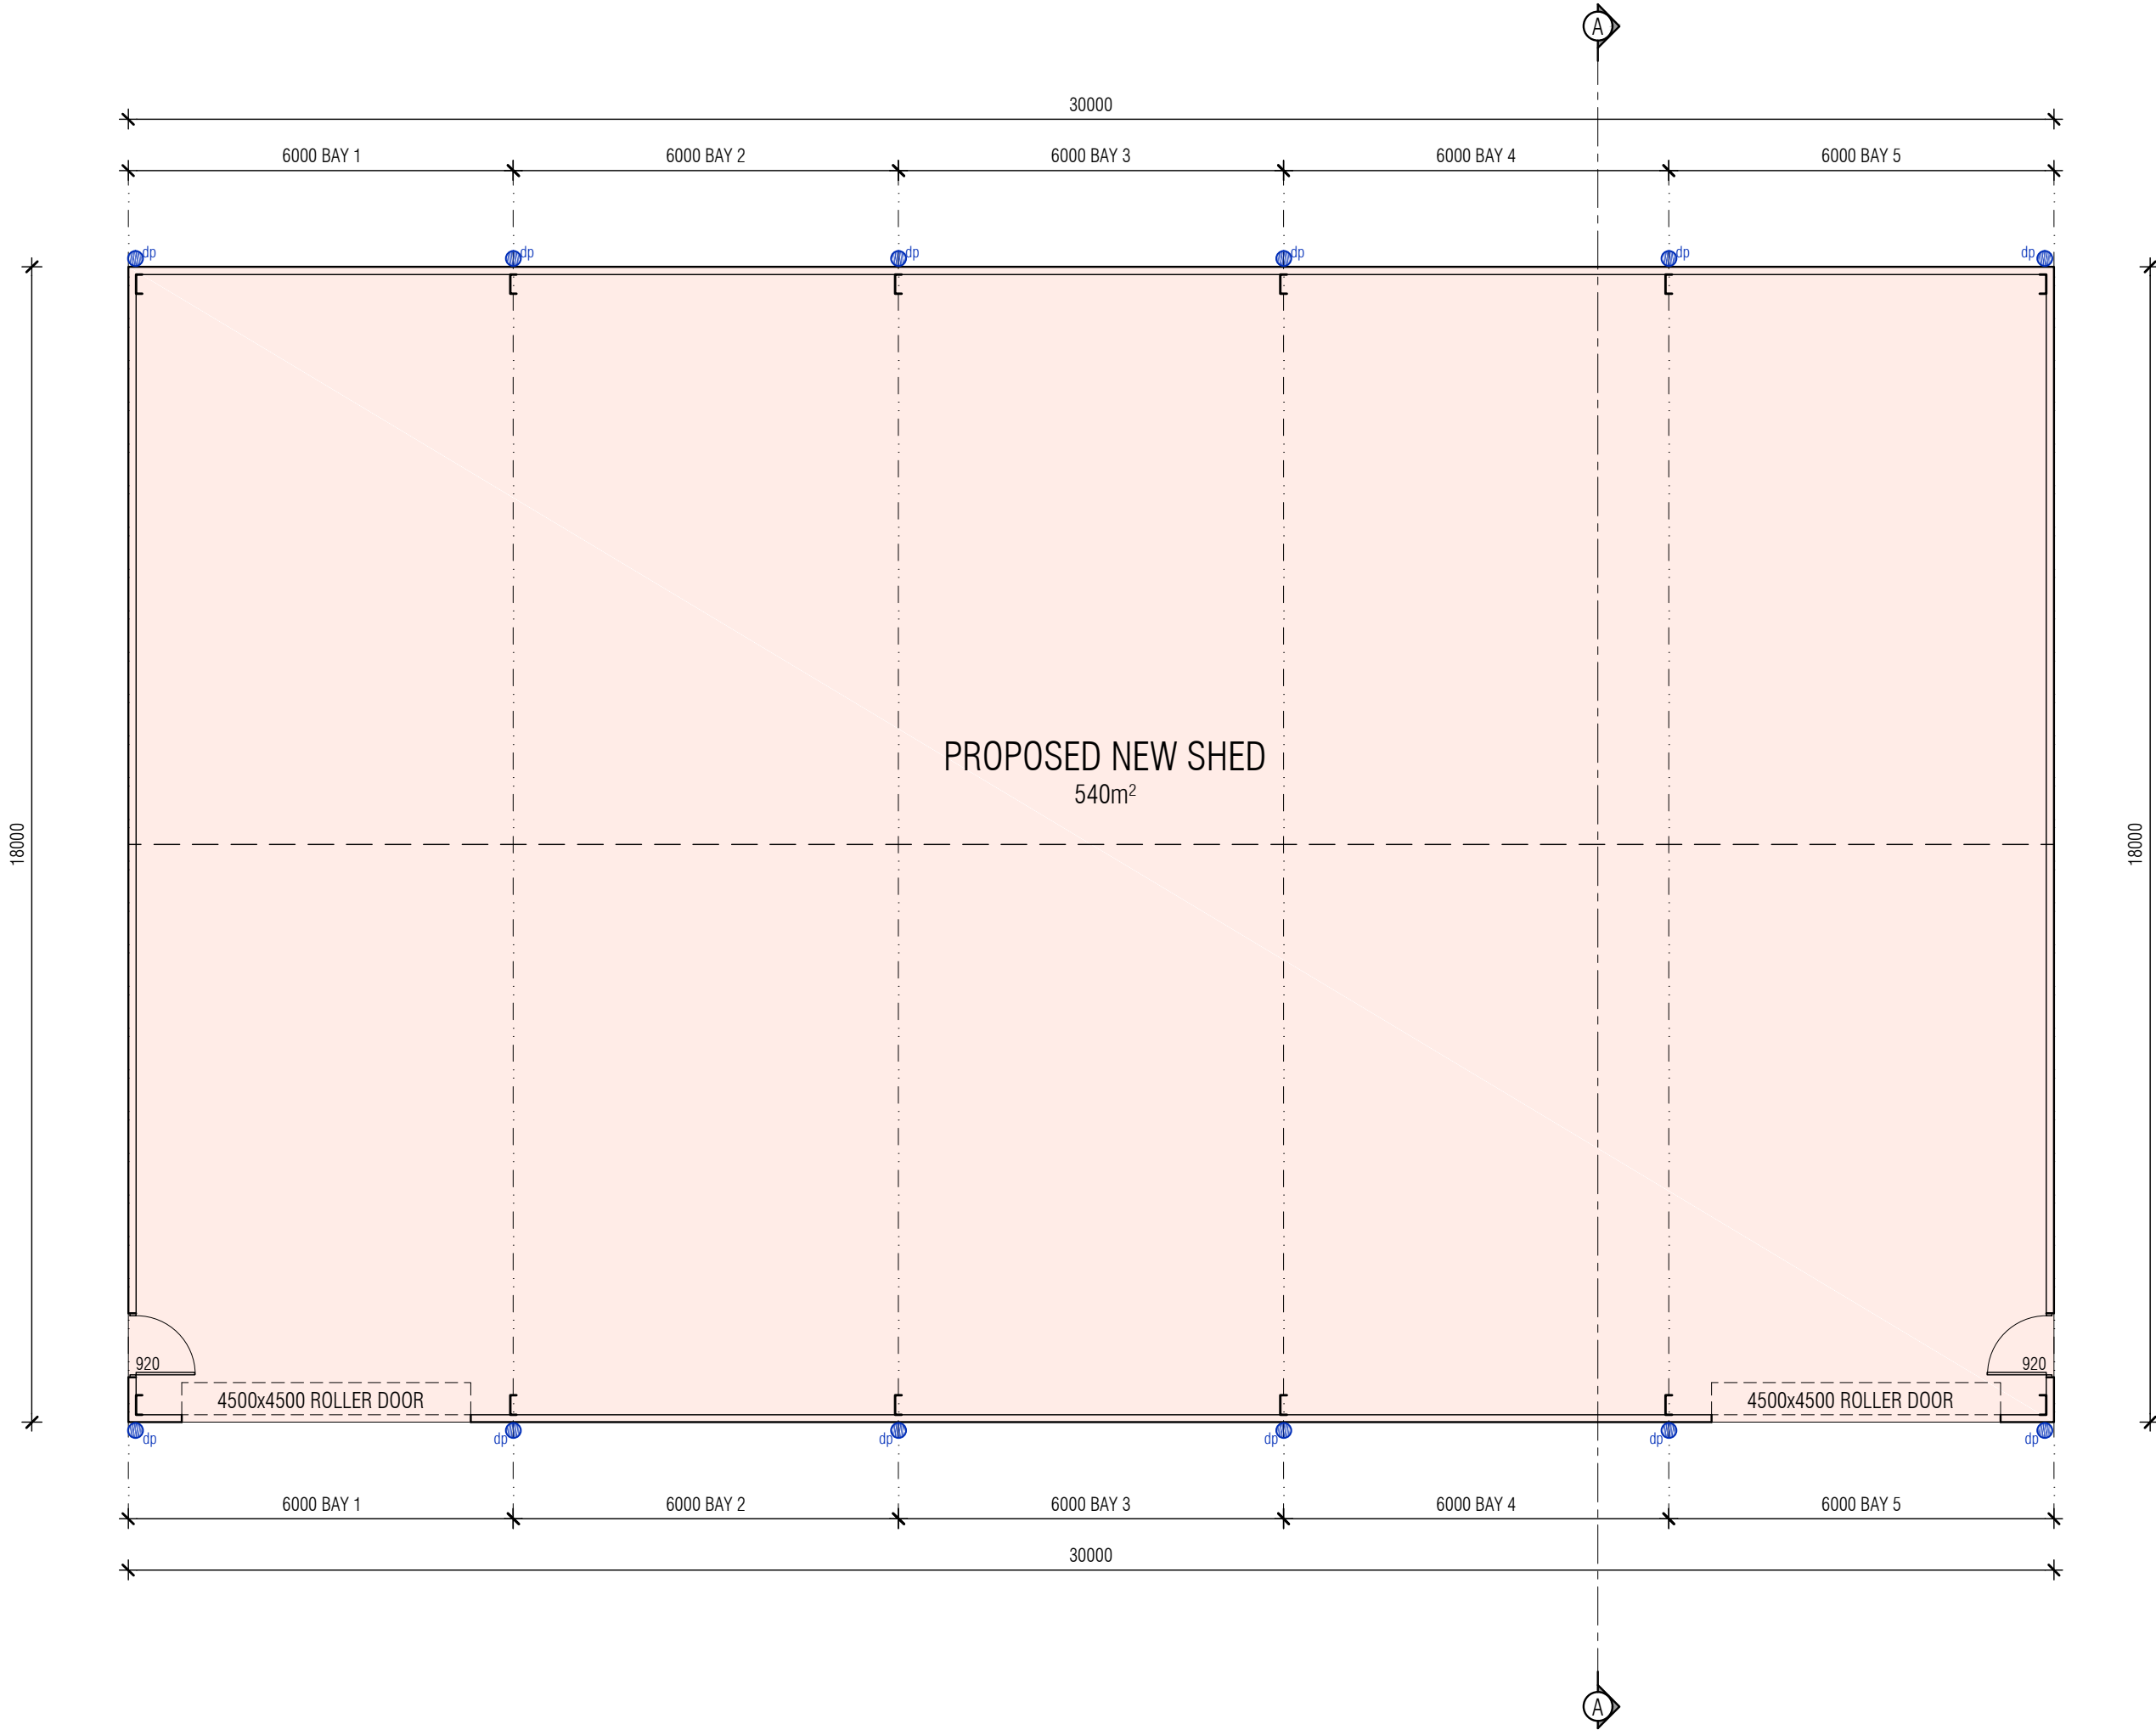 A
30000
6000 BAY 1 6000 BAY 2 6000 BAY 3 6000 BAY 4 6000 BAY 5
dp dp dp dp dp dp
PROPOSED NEW SHED
540m²
18000 18000
920 920
4500x4500 ROLLER DOOR 4500x4500 ROLLER DOOR
dp dp dp dp dp dp
6000 BAY 1 6000 BAY 2 6000 BAY 3 6000 BAY 4 6000 BAY 5
30000
A